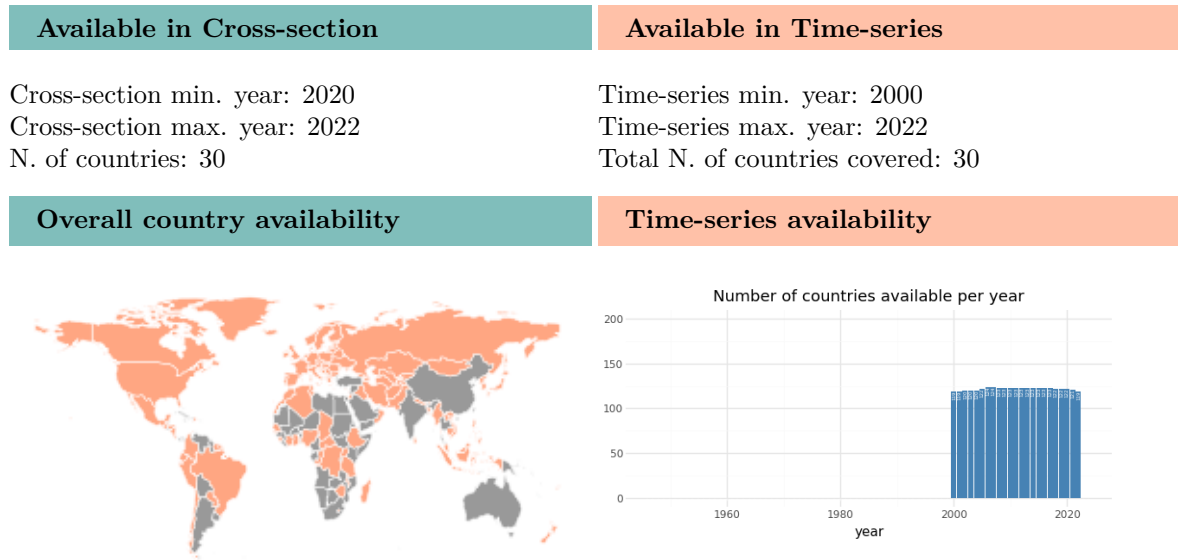 Available in Cross-section
Available in Time-series
Cross-section min. year: 2020
Cross-section max. year: 2022
N. of countries: 30
Time-series min. year: 2000
Time-series max. year: 2022
Total N. of countries covered: 30
Overall country availability
Time-series availability
Number of countries available per year
200
150
100
50
0
1960
1980
2000
2020
year